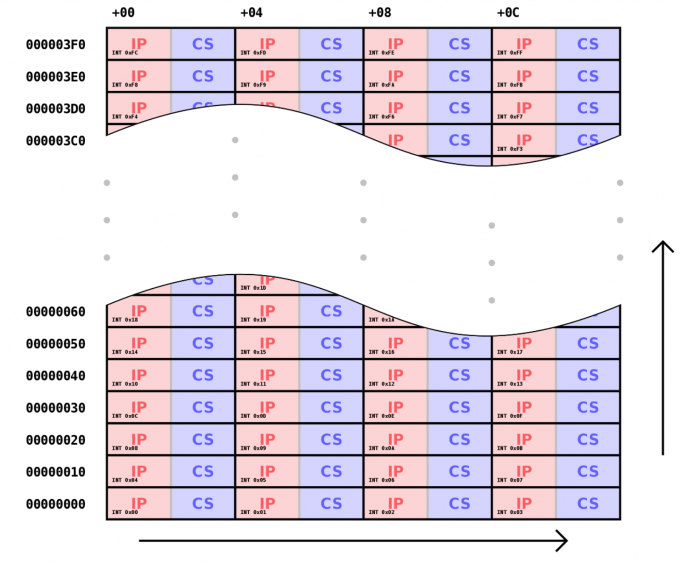 +00 +04 +08 +0C
000003F0 IP CS IP CS IP CS IP CS
INT 0xFC INT 0xFD INT 0xFE INT 0xFF
000003E0 IP CS IP CS IP CS IP CS
INT 0xF8 INT 0xF9 INT 0xFA INT 0xFB
000003D0 IP CS IP CS IP CS IP CS
INT 0xF4 INT 0xF6 INT 0xF7
000003C0 IP CS IP CS
INT 0xF3
CS IP
INT 0x1D
00000060 IP CS IP CS
INT 0x18 INT 0x19 INT 0x1A
00000050 IP CS IP CS IP CS IP CS
INT 0x14 INT 0x15 INT 0x16 INT 0x17
00000040 IP CS IP CS IP CS IP CS
INT 0x10 INT 0x11 INT 0x12 INT 0x13
00000030 IP CS IP CS IP CS IP CS
INT 0x0C INT 0x0D INT 0x0E INT 0x0F
00000020 IP CS IP CS IP CS IP CS
INT 0x08 INT 0x09 INT 0x0A INT 0x0B
00000010 IP CS IP CS IP CS IP CS
INT 0x04 INT 0x05 INT 0x06 INT 0x07
00000000 IP CS IP CS IP CS IP CS
INT 0x00 INT 0x01 INT 0x02 INT 0x03